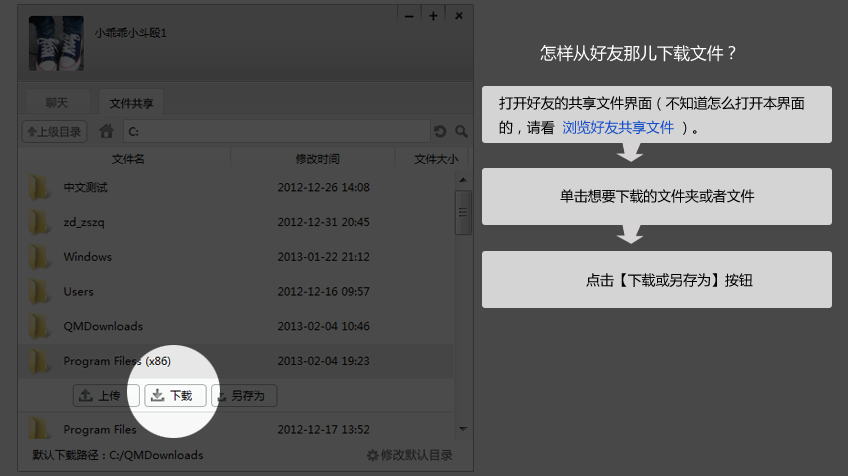 小乖乖小斗殴1
聊天
文件共享
上级目录
C:
文件名 修改时间 文件大小
中文测试 2012-12-26 14:08
zd_zszq 2012-12-31 20:45
Windows 2013-01-22 21:12
Users 2012-12-16 09:57
QMDownloads 2013-02-04 10:46
Program Filess (x86) 2013-02-04 19:23
上传 下载 另存为
Program Files 2012-12-17 13:52
默认下载路径：C:/QMDownloads 修改默认目录
怎样从好友那儿下载文件？
打开好友的共享文件界面（不知道怎么打开本界面
的，请看 浏览好友共享文件 ）。
单击想要下载的文件夹或者文件
点击【下载或另存为】按钮